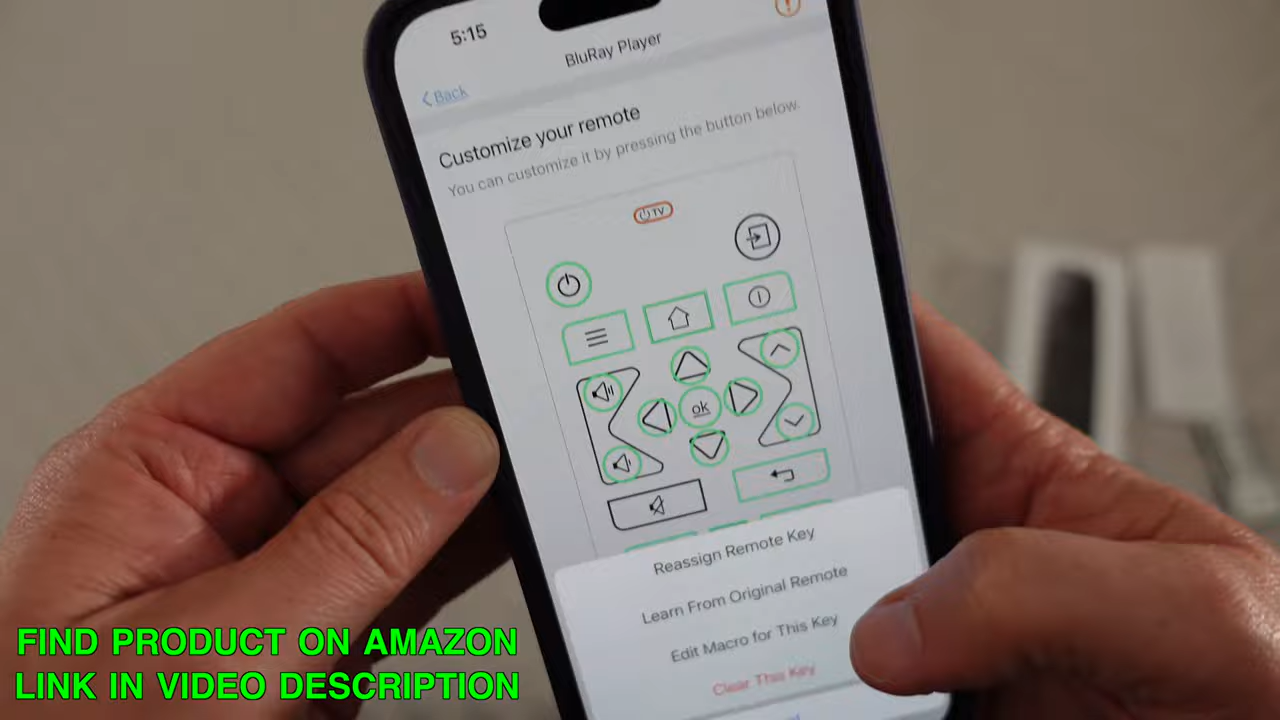 5:15
BluRay Player
Back
Customize your remote
You can customize it by pressing the button below.
TV
ok
Reassign Remote Key
Learn From Original Remote
Edit Macro for This Key
Clear This Key
FIND PRODUCT ON AMAZON
LINK IN VIDEO DESCRIPTION